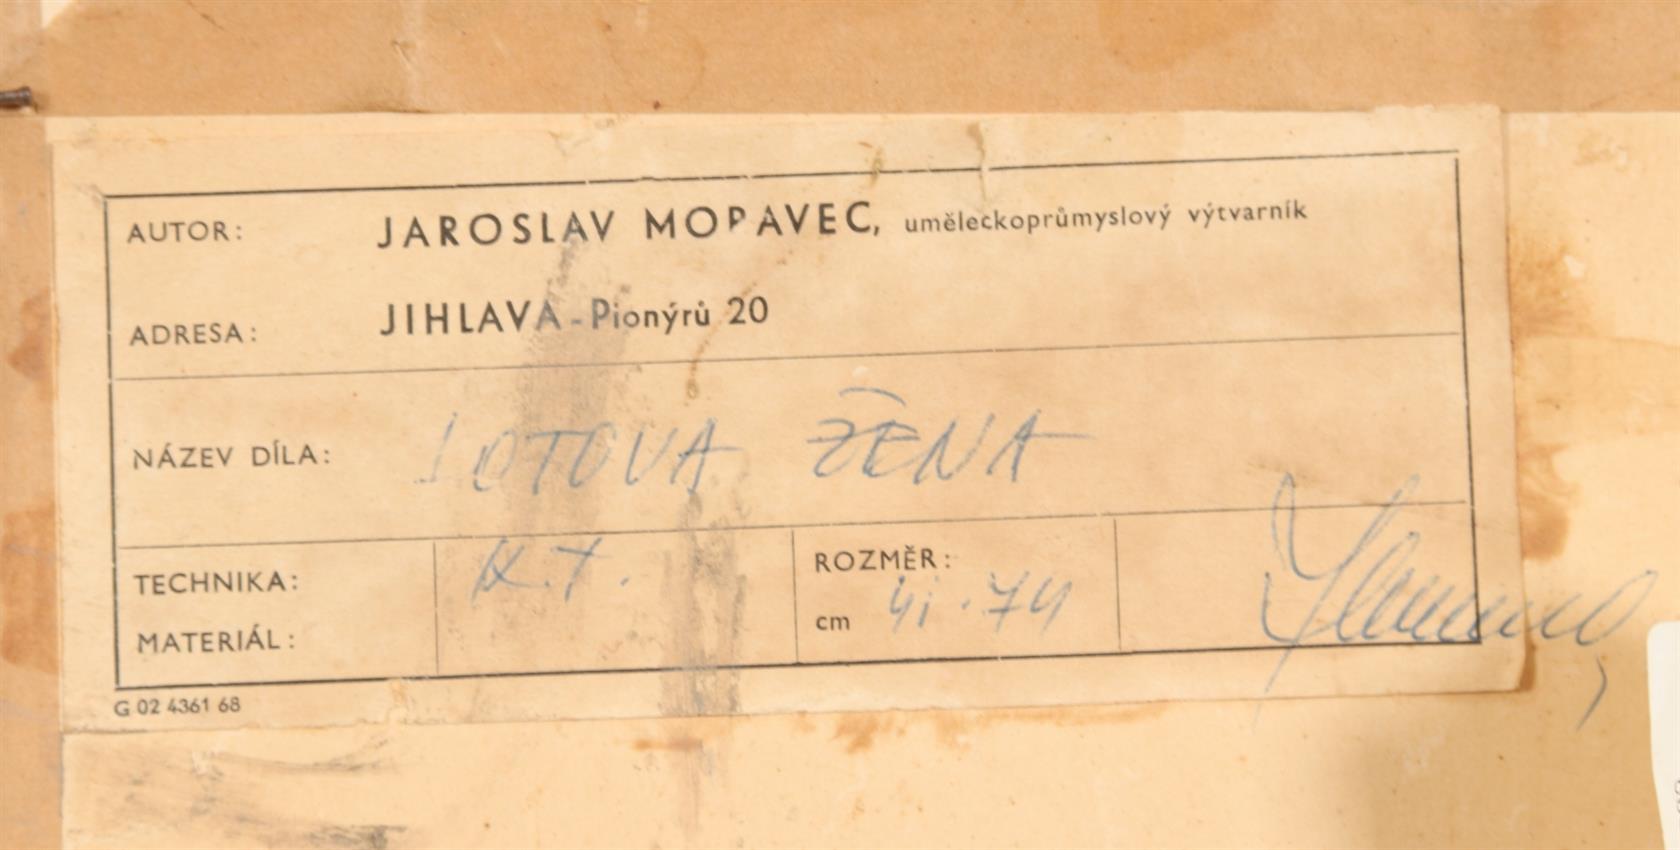 AUTOR: JAROSLAV MORAVEC, uměleckoprůmyslový výtvarník
ADRESA: JIHLAVA - Pionýrů 20
NÁZEV DÍLA: LOTOVA ŽENA
TECHNIKA: K.T. ROZMĚR:
MATERIÁL: cm 41.74
G 02 4361 68